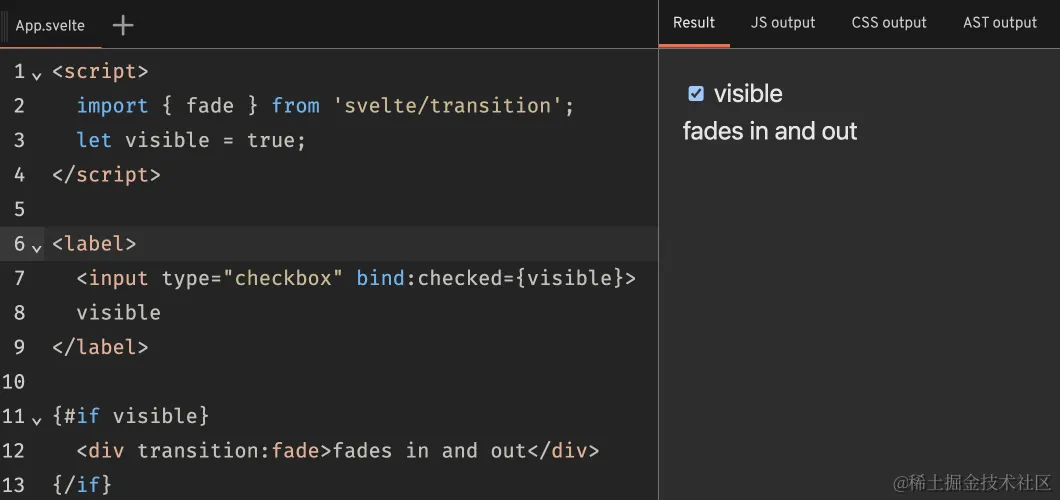 App.svelte
Result JS output CSS output AST output
1 <script>
2 import { fade } from 'svelte/transition';
3 let visible = true;
4 </script>
5
6 <label>
7 <input type="checkbox" bind:checked={visible}>
8 visible
9 </label>
10
11 {#if visible}
12 <div transition:fade>fades in and out</div>
13 {/if}
visible
fades in and out
@稀土掘金技术社区